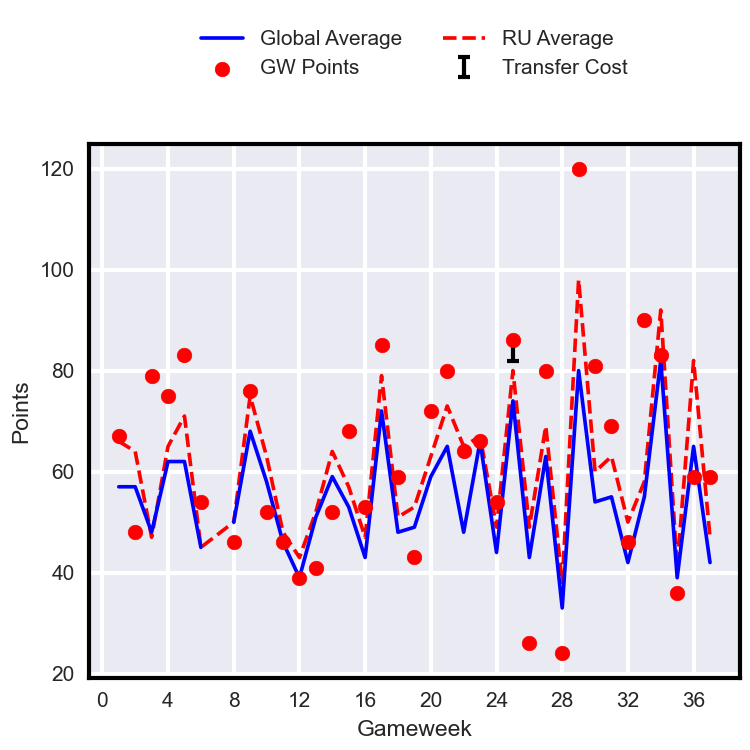 Global Average
RU Average
GW Points
Transfer Cost
120
100
80
60
40
20
Points
0 4 8 12 16 20 24 28 32 36
Gameweek